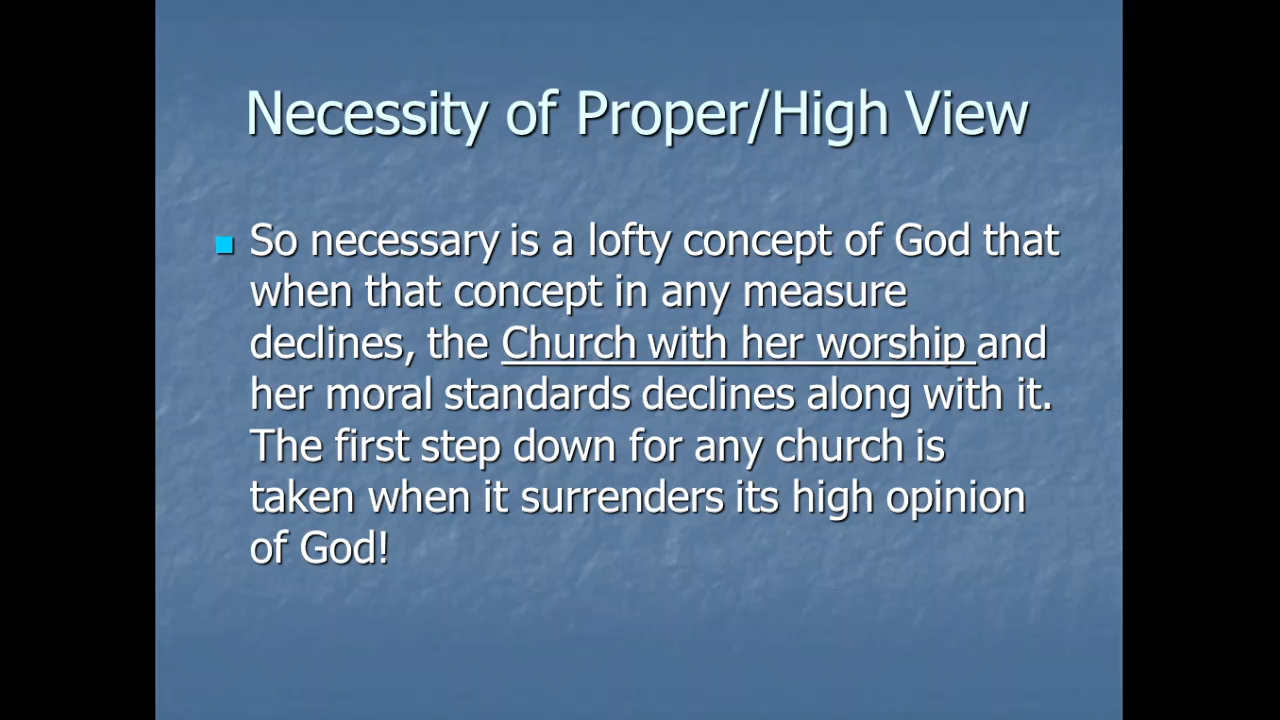 Necessity of Proper/High View
So necessary is a lofty concept of God that
when that concept in any measure
declines, the Church with her worship and
her moral standards declines along with it.
The first step down for any church is
taken when it surrenders its high opinion
of God!